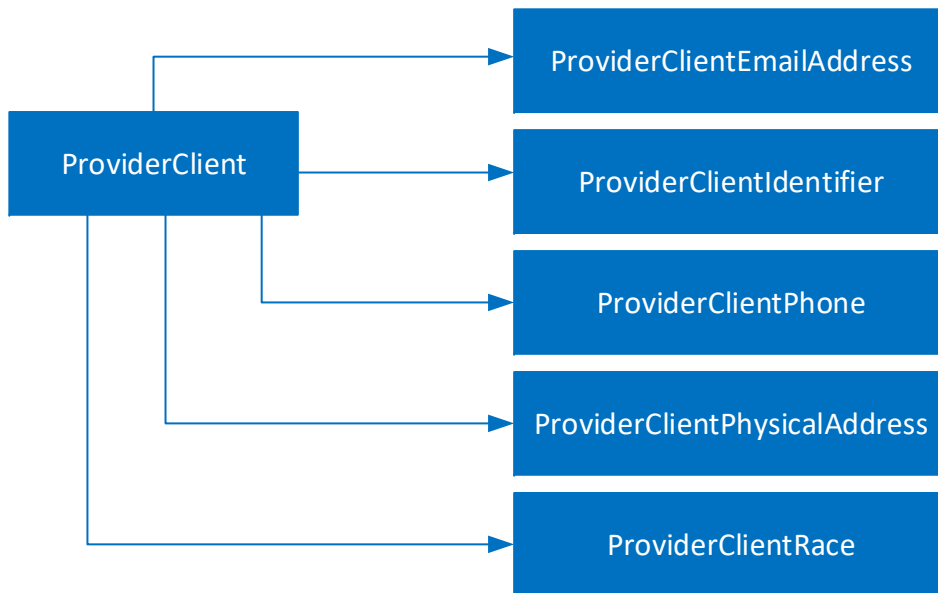 ProviderClientEmailAddress
ProviderClient
ProviderClientIdentifier
ProviderClientPhone
ProviderClientPhysicalAddress
ProviderClientRace